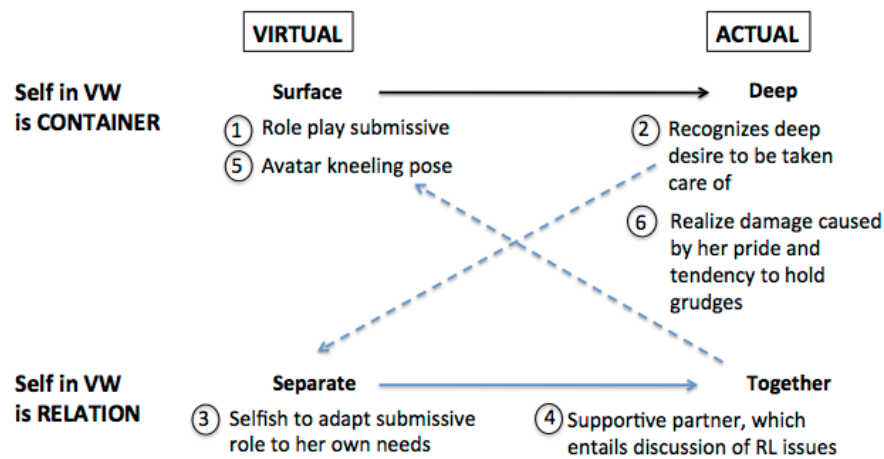 VIRTUAL ACTUAL
Self in VW
is CONTAINER
Surface Deep
1 Role play submissive
5 Avatar kneeling pose
2 Recognizes deep
desire to be taken
care of
6 Realize damage caused
by her pride and
tendency to hold
grudges
Self in VW
is RELATION
Separate Together
3 Selfish to adapt submissive
role to her own needs
4 Supportive partner, which
entails discussion of RL issues